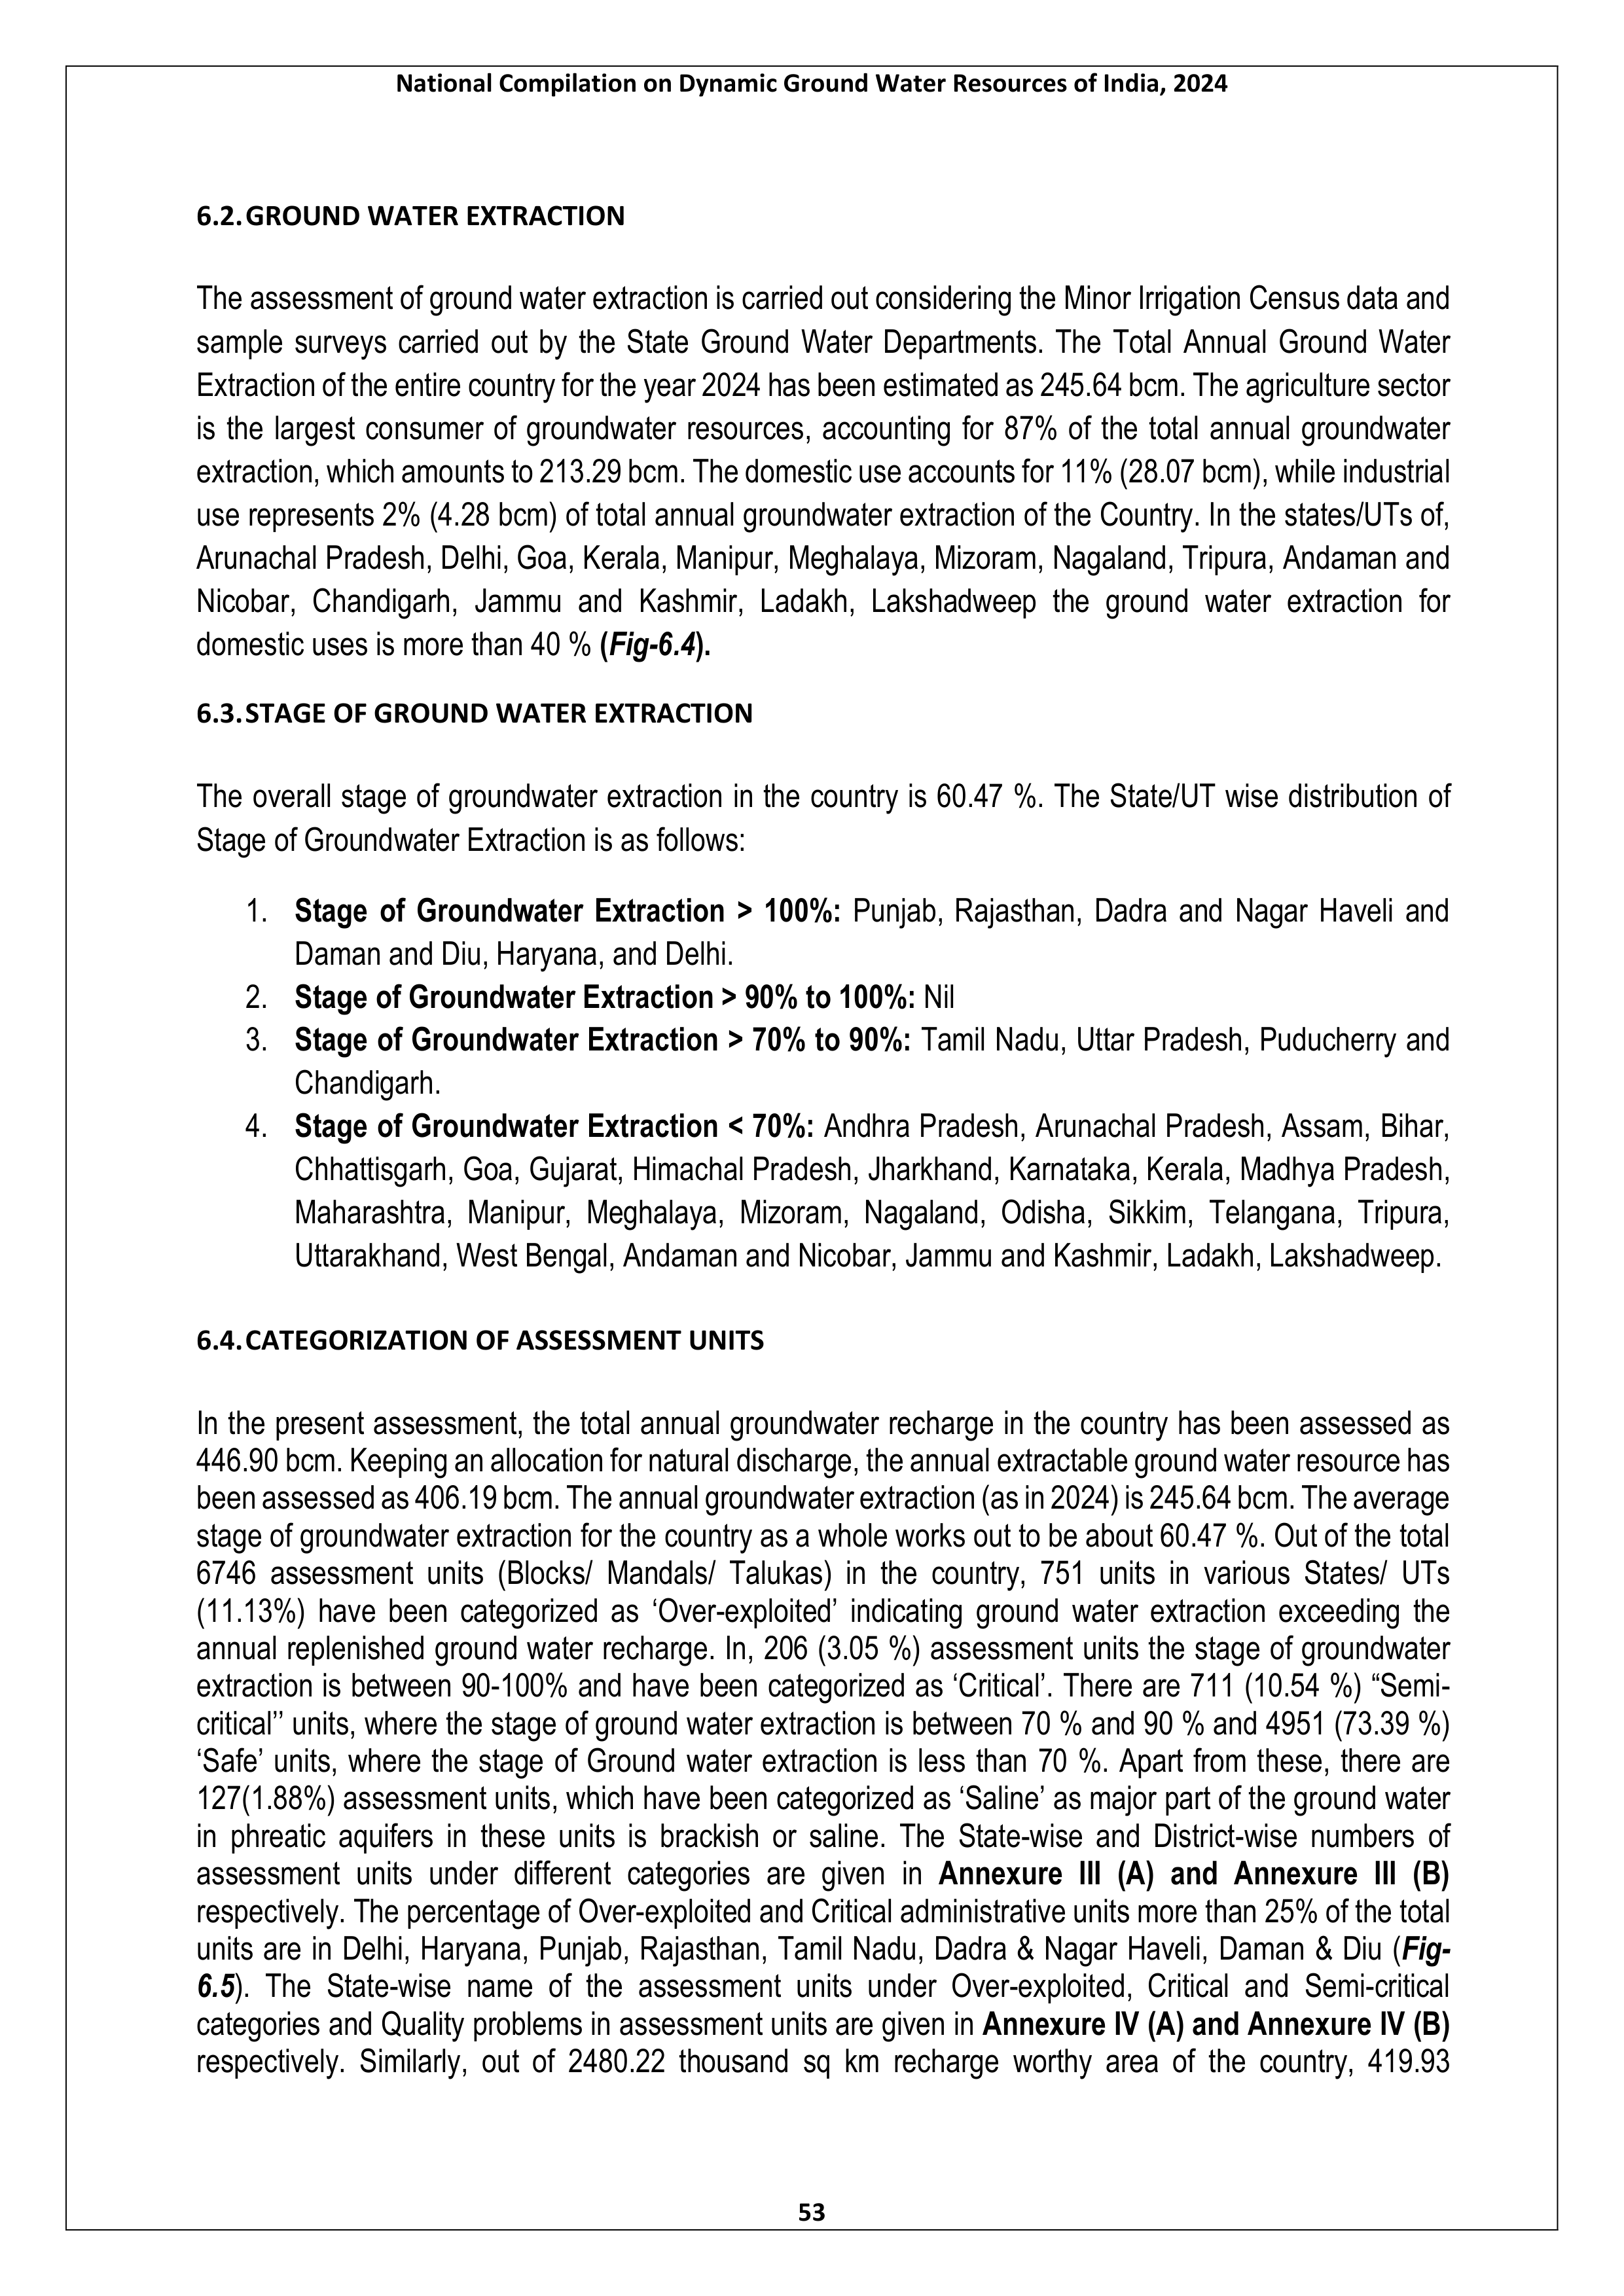 National Compilation on Dynamic Ground Water Resources of India, 2024
6.2. GROUND WATER EXTRACTION
The assessment of ground water extraction is carried out considering the Minor Irrigation Census data and
sample surveys carried out by the State Ground Water Departments. The Total Annual Ground Water
Extraction of the entire country for the year 2024 has been estimated as 245.64 bcm. The agriculture sector
is the largest consumer of groundwater resources, accounting for 87% of the total annual groundwater
extraction, which amounts to 213.29 bcm. The domestic use accounts for 11% (28.07 bcm), while industrial
use represents 2% (4.28 bcm) of total annual groundwater extraction of the Country. In the states/UTs of,
Arunachal Pradesh, Delhi, Goa, Kerala, Manipur, Meghalaya, Mizoram, Nagaland, Tripura, Andaman and
Nicobar, Chandigarh, Jammu and Kashmir, Ladakh, Lakshadweep the ground water extraction for
domestic uses is more than 40 % (Fig-6.4).
6.3. STAGE OF GROUND WATER EXTRACTION
The overall stage of groundwater extraction in the country is 60.47 %. The State/UT wise distribution of
Stage of Groundwater Extraction is as follows:
1. Stage of Groundwater Extraction > 100%: Punjab, Rajasthan, Dadra and Nagar Haveli and
Daman and Diu, Haryana, and Delhi.
2. Stage of Groundwater Extraction > 90% to 100%: Nil
3. Stage of Groundwater Extraction > 70% to 90%: Tamil Nadu, Uttar Pradesh, Puducherry and
Chandigarh.
4. Stage of Groundwater Extraction < 70%: Andhra Pradesh, Arunachal Pradesh, Assam, Bihar,
Chhattisgarh, Goa, Gujarat, Himachal Pradesh, Jharkhand, Karnataka, Kerala, Madhya Pradesh,
Maharashtra, Manipur, Meghalaya, Mizoram, Nagaland, Odisha, Sikkim, Telangana, Tripura,
Uttarakhand, West Bengal, Andaman and Nicobar, Jammu and Kashmir, Ladakh, Lakshadweep.
6.4. CATEGORIZATION OF ASSESSMENT UNITS
In the present assessment, the total annual groundwater recharge in the country has been assessed as
446.90 bcm. Keeping an allocation for natural discharge, the annual extractable ground water resource has
been assessed as 406.19 bcm. The annual groundwater extraction (as in 2024) is 245.64 bcm. The average
stage of groundwater extraction for the country as a whole works out to be about 60.47 %. Out of the total
6746 assessment units (Blocks/ Mandals/ Talukas) in the country, 751 units in various States/ UTs
(11.13%) have been categorized as ‘Over-exploited’ indicating ground water extraction exceeding the
annual replenished ground water recharge. In, 206 (3.05 %) assessment units the stage of groundwater
extraction is between 90-100% and have been categorized as ‘Critical’. There are 711 (10.54 %) “Semi-
critical’’ units, where the stage of ground water extraction is between 70 % and 90 % and 4951 (73.39 %)
‘Safe’ units, where the stage of Ground water extraction is less than 70 %. Apart from these, there are
127(1.88%) assessment units, which have been categorized as ‘Saline’ as major part of the ground water
in phreatic aquifers in these units is brackish or saline. The State-wise and District-wise numbers of
assessment units under different categories are given in Annexure III (A) and Annexure III (B)
respectively. The percentage of Over-exploited and Critical administrative units more than 25% of the total
units are in Delhi, Haryana, Punjab, Rajasthan, Tamil Nadu, Dadra & Nagar Haveli, Daman & Diu (Fig-
6.5). The State-wise name of the assessment units under Over-exploited, Critical and Semi-critical
categories and Quality problems in assessment units are given in Annexure IV (A) and Annexure IV (B)
respectively. Similarly, out of 2480.22 thousand sq km recharge worthy area of the country, 419.93
53